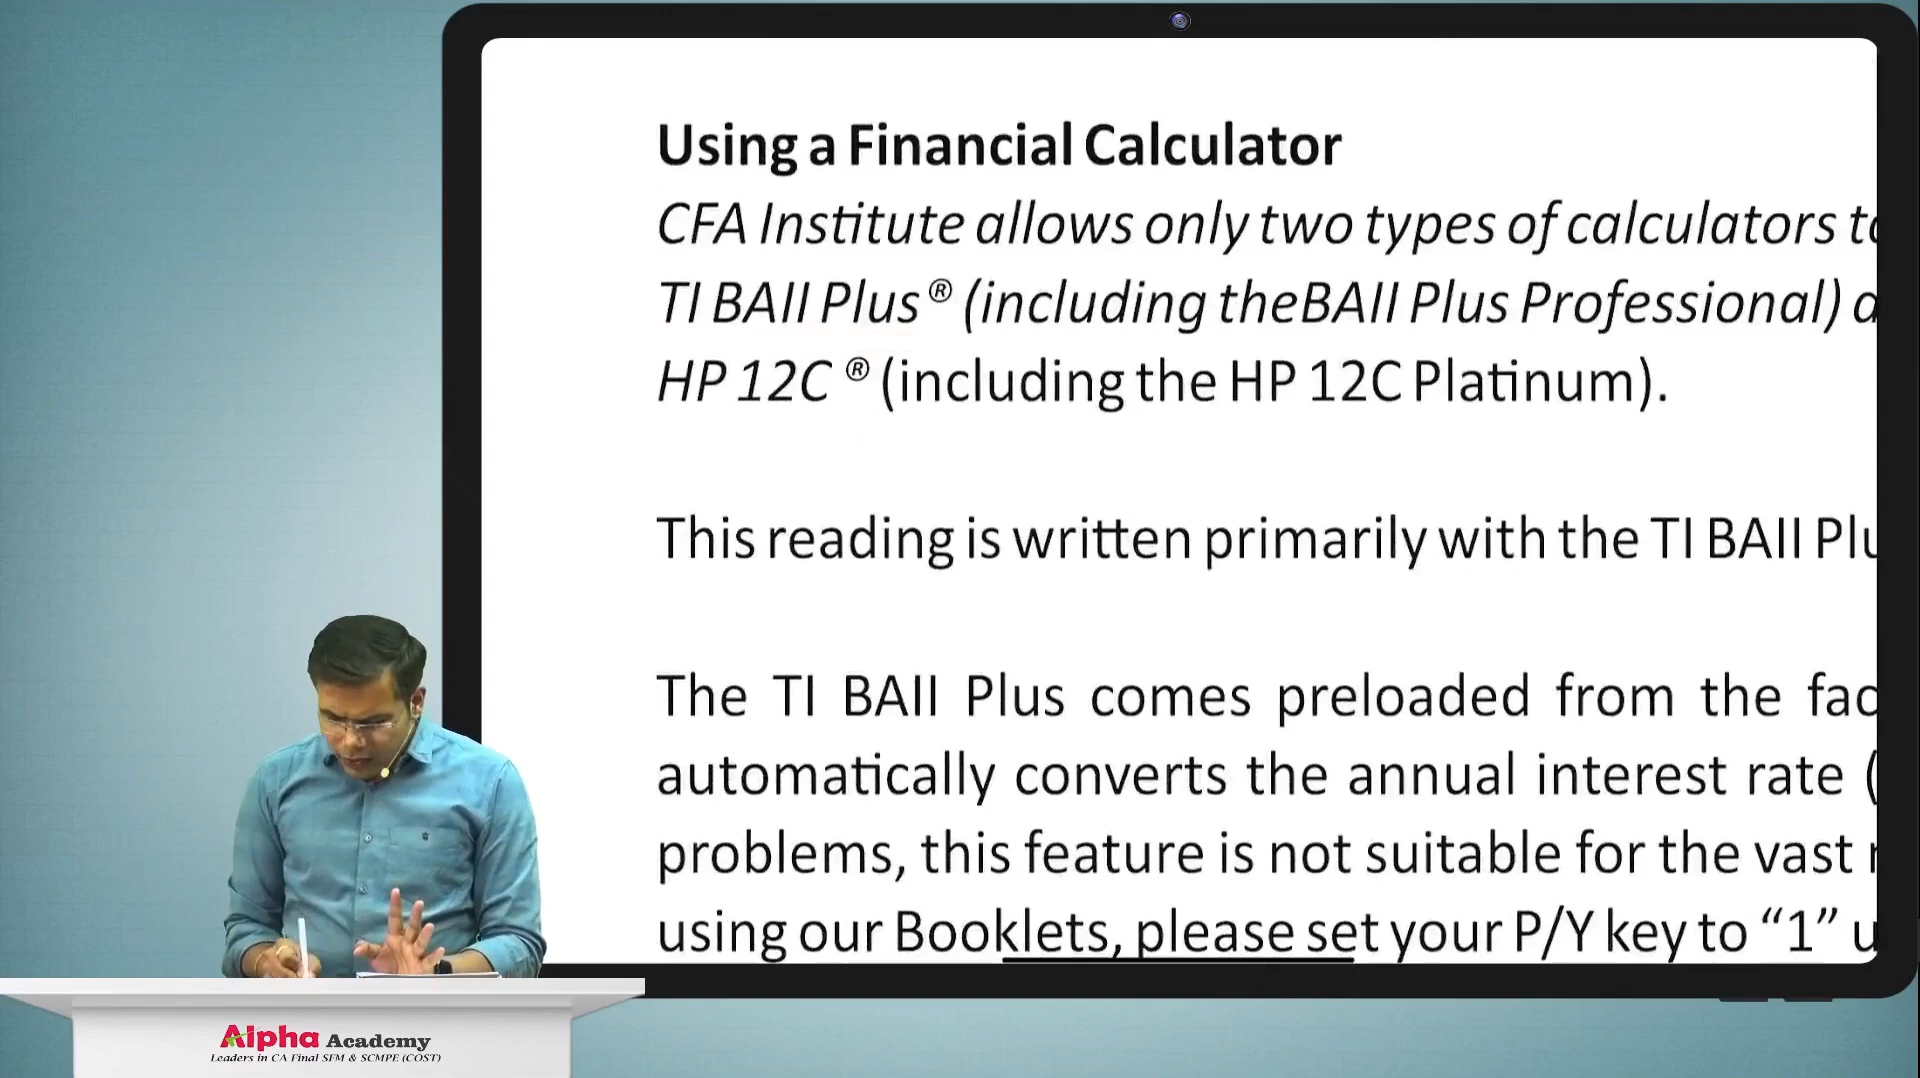 Using a Financial Calculator
CFA Institute allows only two types of calculators
TI BAII Plus® (including theBAII Plus Professional)
HP 12C ® (including the HP 12C Platinum).
This reading is written primarily with the TI BAII
The TI BAII Plus comes preloaded from the
automatically converts the annual interest rate (
problems, this feature is not suitable for the vast
using our Booklets, please set your P/Y key to “1”
Alpha Academy
Leaders in CA Final SFM & SCMPE (COST)